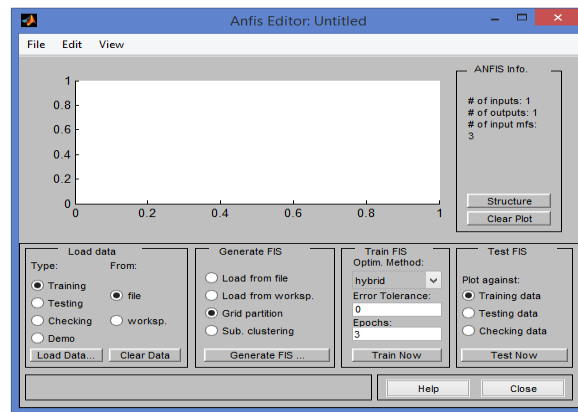 Anfis Editor: Untitled
File Edit View
ANFIS Info.
1
0.8
0.6
0.4
0.2
0
0 0.2 0.4 0.6 0.8 1
# of inputs: 1
# of outputs: 1
# of input mfs:
3
Structure
Clear Plot
Load data
Type: From:
Training
Testing
Checking
Demo
file
worksp.
Load Data... Clear Data
Generate FIS
Load from file
Load from worksp.
Grid partition
Sub. clustering
Generate FIS ...
Train FIS
Optim. Method:
hybrid
Error Tolerance:
0
Epochs:
3
Train Now
Test FIS
Plot against:
Training data
Testing data
Checking data
Test Now
Help Close